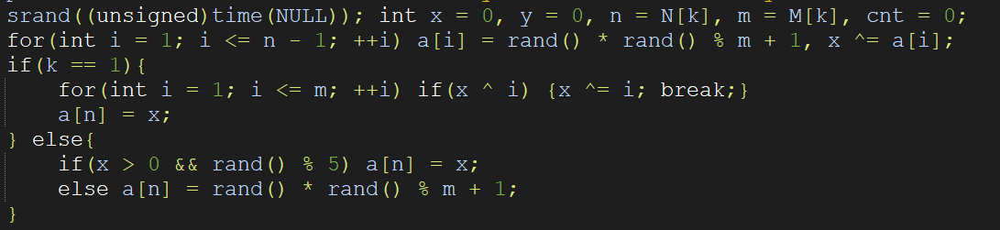 srand((unsigned)time(NULL)); int x = 0, y = 0, n = N[k], m = M[k], cnt = 0;
for(int i = 1; i <= n - 1; ++i) a[i] = rand() * rand() % m + 1, x ^= a[i];
if(k == 1){
    for(int i = 1; i <= m; ++i) if(x ^ i) {x ^= i; break;}
    a[n] = x;
} else{
    if(x > 0 && rand() % 5) a[n] = x;
    else a[n] = rand() * rand() % m + 1;
}